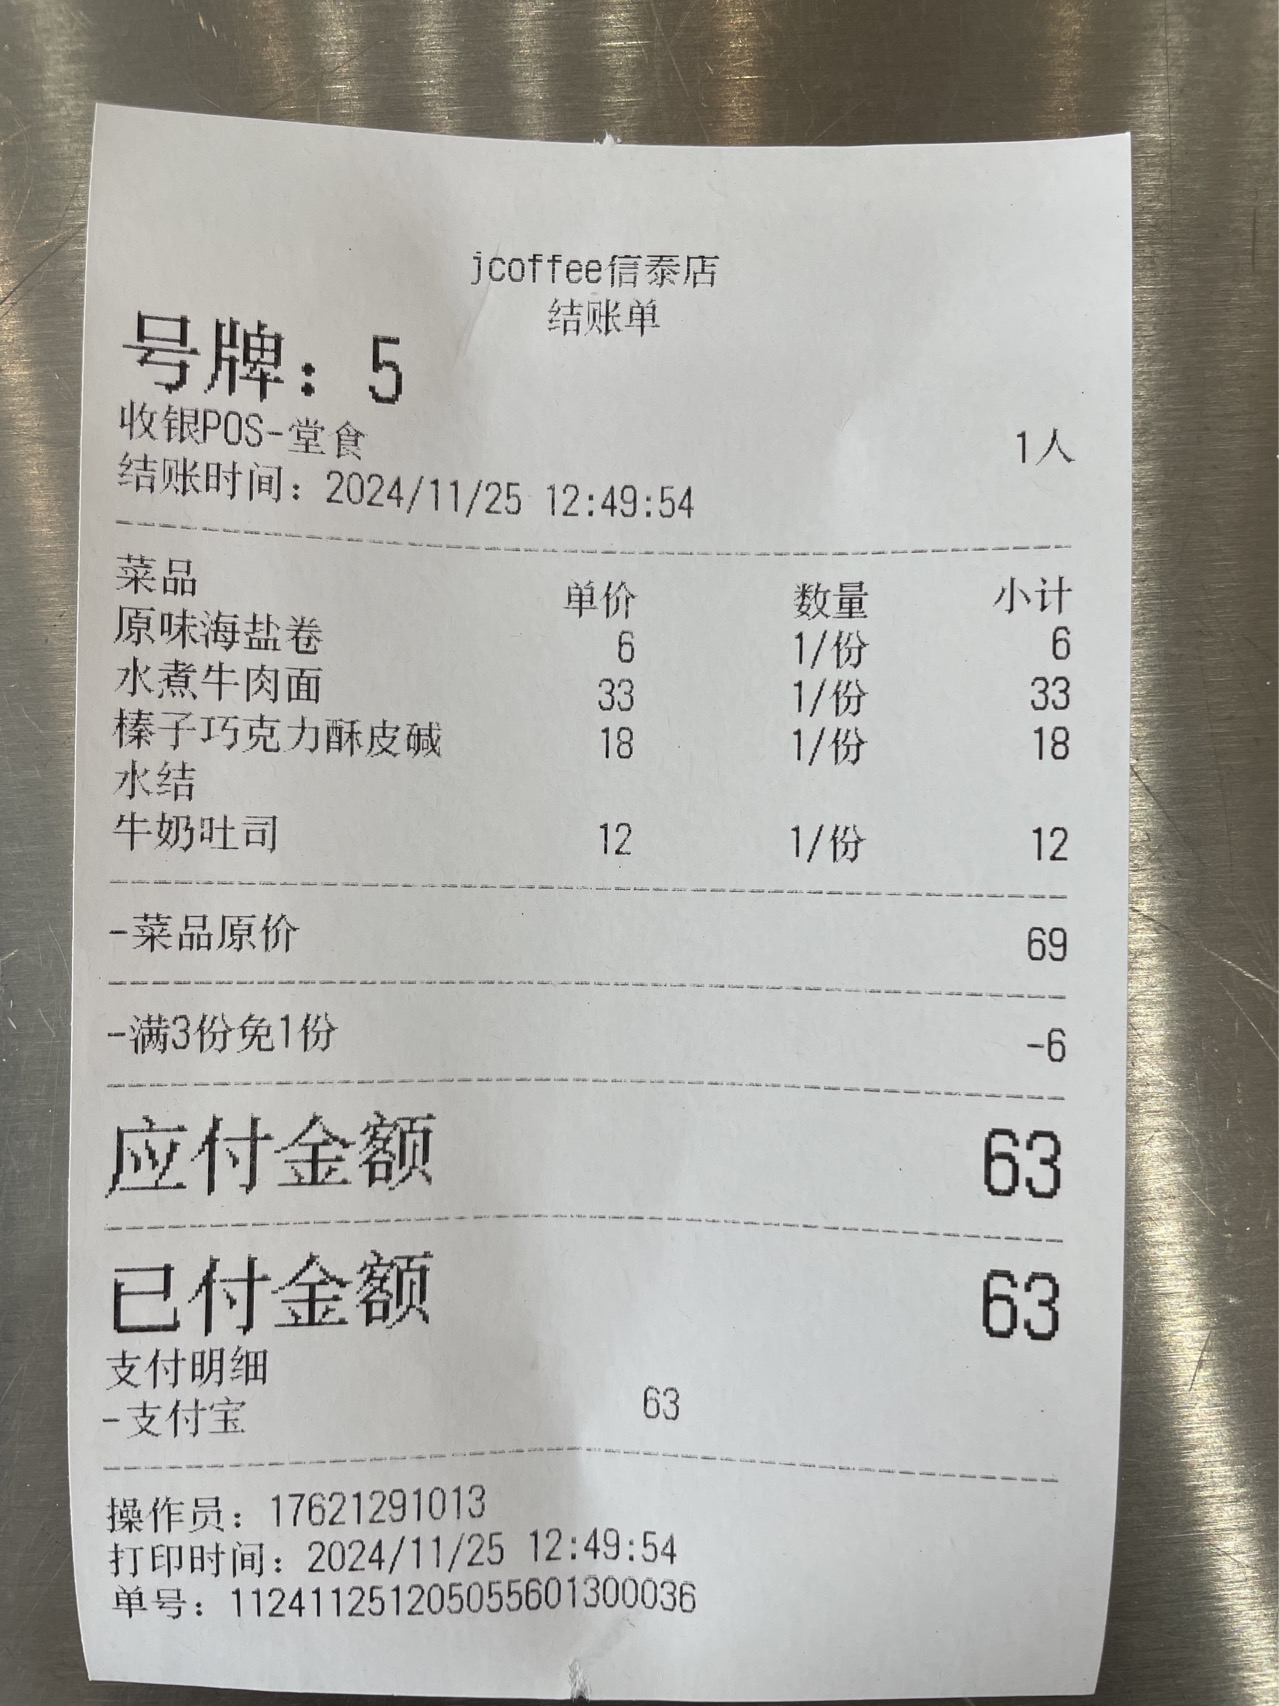 jcoffee信泰店
结账单
号牌：5
收银POS-堂食 1人
结账时间：2024/11/25 12:49:54
菜品 单价 数量 小计
原味海盐卷 6 1/份 6
水煮牛肉面 33 1/份 33
榛子巧克力酥皮碱 18 1/份 18
水结
牛奶吐司 12 1/份 12
-菜品原价 69
-满3份免1份 -6
应付金额 63
已付金额 63
支付明细
-支付宝 63
操作员：17621291013
打印时间：2024/11/25 12:49:54
单号：112411251205055601300036